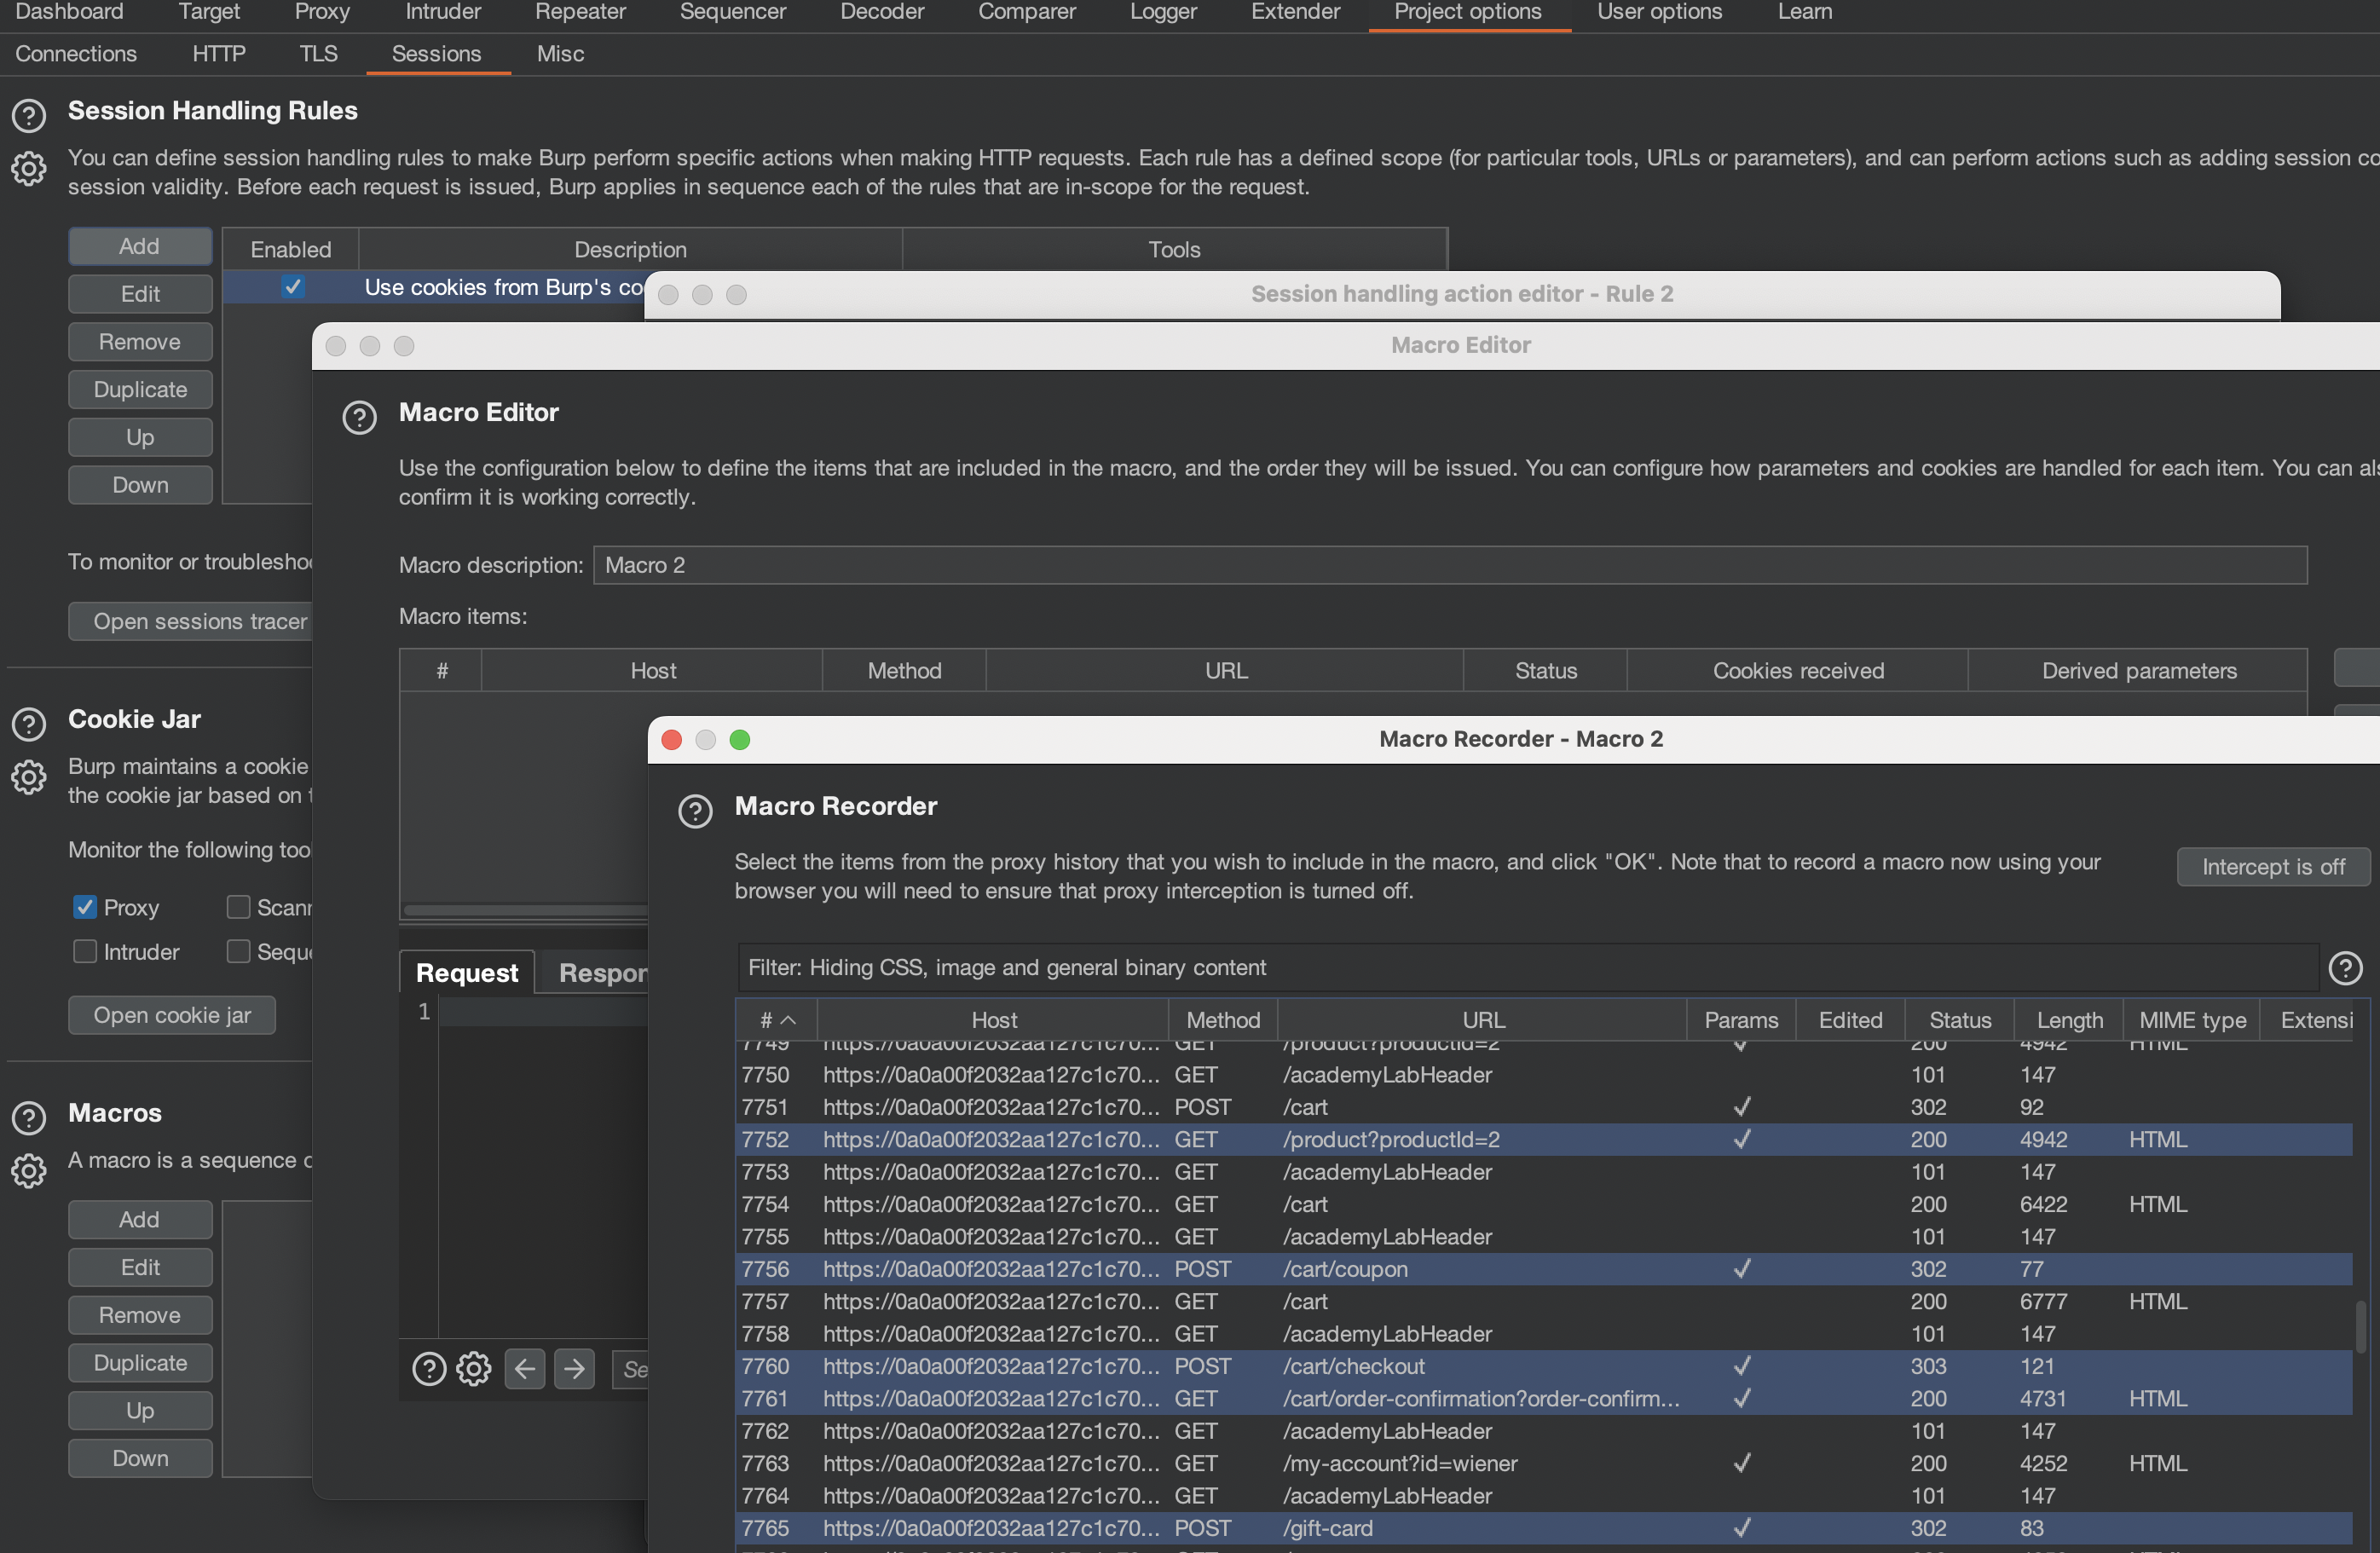 Dashboard Target Proxy Intruder Repeater Sequencer Decoder Comparer Logger Extender Project options User options Learn
Connections HTTP TLS Sessions Misc
Session Handling Rules
You can define session handling rules to make Burp perform specific actions when making HTTP requests. Each rule has a defined scope (for particular tools, URLs or parameters), and can perform actions such as adding session co
session validity. Before each request is issued, Burp applies in sequence each of the rules that are in-scope for the request.
Add
Edit
Remove
Duplicate
Up
Down
Enabled Description Tools
Use cookies from Burp's co
To monitor or troublesho
Open sessions tracer
Cookie Jar
Burp maintains a cookie
the cookie jar based on t
Monitor the following too
Proxy Scann
Intruder Seque
Open cookie jar
Macros
A macro is a sequence o
Add
Edit
Remove
Duplicate
Up
Down
Session handling action editor - Rule 2
Macro Editor
Macro Editor
Use the configuration below to define the items that are included in the macro, and the order they will be issued. You can configure how parameters and cookies are handled for each item. You can als
confirm it is working correctly.
Macro description: Macro 2
Macro items:
# Host Method URL Status Cookies received Derived parameters
Request Respon
1
Se
Macro Recorder - Macro 2
Macro Recorder
Select the items from the proxy history that you wish to include in the macro, and click "OK". Note that to record a macro now using your
browser you will need to ensure that proxy interception is turned off.
Intercept is off
Filter: Hiding CSS, image and general binary content
# Host Method URL Params Edited Status Length MIME type Extensi
7749 https://0a0a00f2032aa127c1c70... GET /product?productId=2 ✓ 200 4942 HTML
7750 https://0a0a00f2032aa127c1c70... GET /academyLabHeader 101 147
7751 https://0a0a00f2032aa127c1c70... POST /cart ✓ 302 92
7752 https://0a0a00f2032aa127c1c70... GET /product?productId=2 ✓ 200 4942 HTML
7753 https://0a0a00f2032aa127c1c70... GET /academyLabHeader 101 147
7754 https://0a0a00f2032aa127c1c70... GET /cart 200 6422 HTML
7755 https://0a0a00f2032aa127c1c70... GET /academyLabHeader 101 147
7756 https://0a0a00f2032aa127c1c70... POST /cart/coupon ✓ 302 77
7757 https://0a0a00f2032aa127c1c70... GET /cart 200 6777 HTML
7758 https://0a0a00f2032aa127c1c70... GET /academyLabHeader 101 147
7760 https://0a0a00f2032aa127c1c70... POST /cart/checkout ✓ 303 121
7761 https://0a0a00f2032aa127c1c70... GET /cart/order-confirmation?order-confirm... ✓ 200 4731 HTML
7762 https://0a0a00f2032aa127c1c70... GET /academyLabHeader 101 147
7763 https://0a0a00f2032aa127c1c70... GET /my-account?id=wiener ✓ 200 4252 HTML
7764 https://0a0a00f2032aa127c1c70... GET /academyLabHeader 101 147
7765 https://0a0a00f2032aa127c1c70... POST /gift-card ✓ 302 83